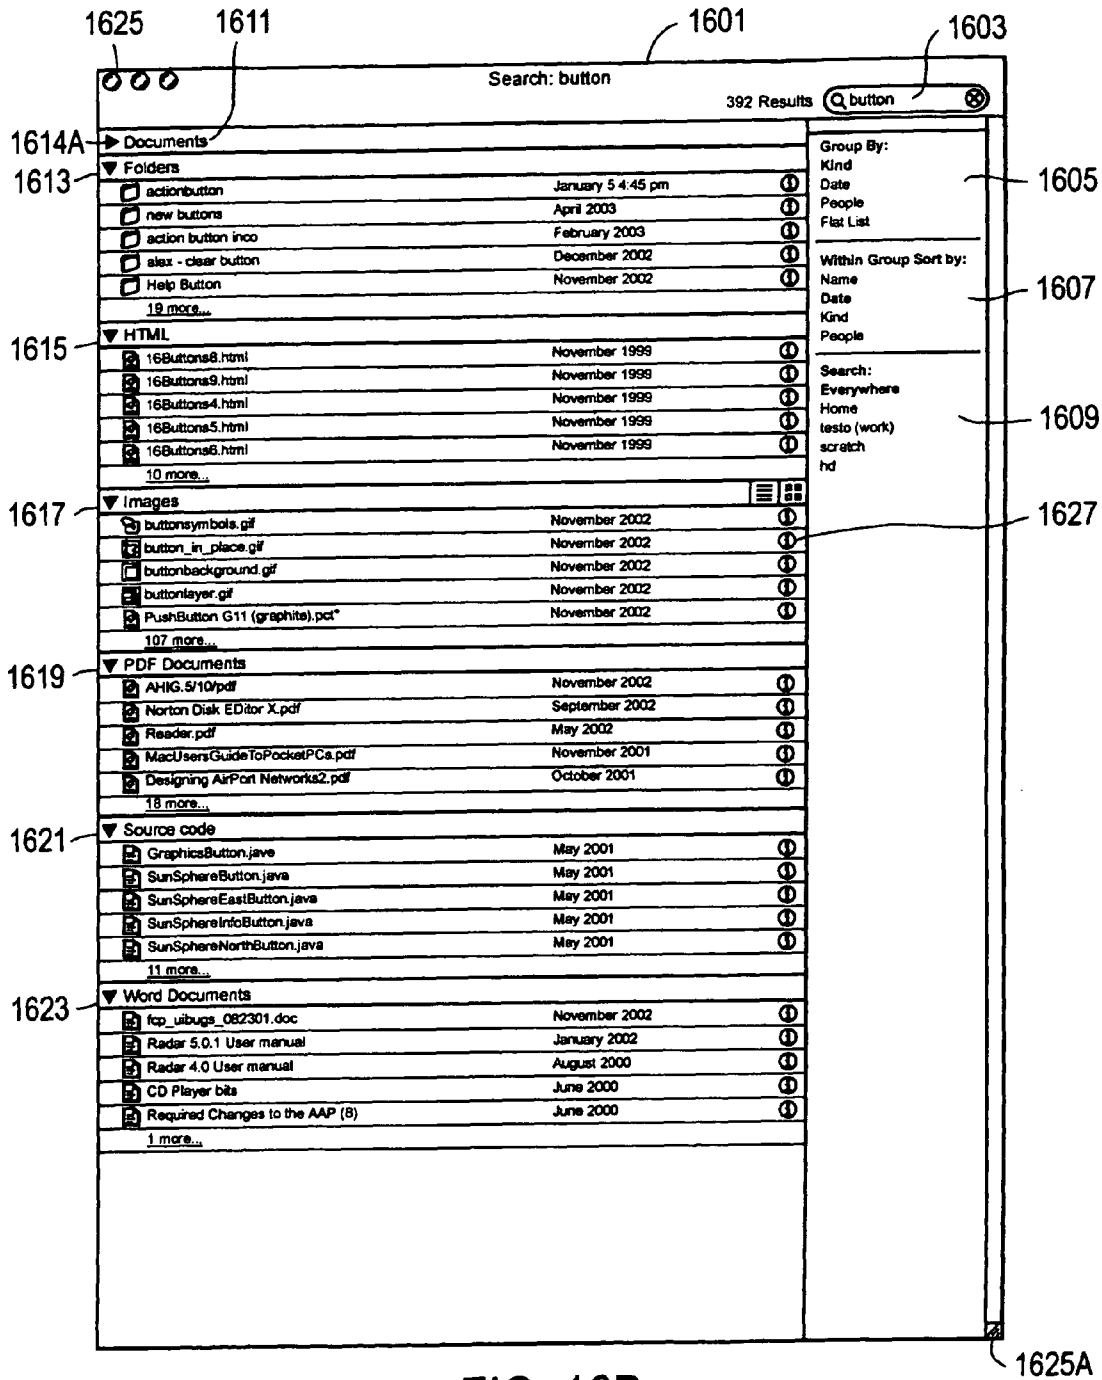 1625 1611 1601 1603
Search: button
392 Results button
1614A Documents
Group By:
1613 Folders
Kind
actionbutton January 5 4:45 pm
Date 1605
new buttons April 2003
People
action button inco February 2003
Flat List
alex - clear button December 2002
Within Group Sort by:
Help Button November 2002
Name 1607
19 more...
Date
Kind
1615 HTML
People
16Buttons8.html November 1999
16Buttons9.html November 1999
Search:
Everywhere
16Buttons4.html November 1999
Home 1609
16Buttons5.html November 1999
testo (work)
16Buttons6.html November 1999
scratch
10 more...
hd
1617 Images
buttonsymbols.gif November 2002
1627
button_in_place.gif November 2002
buttonbackground.gif November 2002
buttonlayer.gif November 2002
PushButton G11 (graphite).pct* November 2002
107 more...
1619 PDF Documents
AHIG.5/10/pdf November 2002
Norton Disk EDitor X.pdf September 2002
Reader.pdf May 2002
MacUsersGuideToPocketPCs.pdf November 2001
Designing AirPort Networks2.pdf October 2001
18 more...
1621 Source code
GraphicsButton.jave May 2001
SunSphereButton.java May 2001
SunSphereEastButton.java May 2001
SunSphereInfoButton.java May 2001
SunSphereNorthButton.java May 2001
11 more...
1623 Word Documents
fcp_uibugs_082301.doc November 2002
Radar 5.0.1 User manual January 2002
Radar 4.0 User manual August 2000
CD Player bits June 2000
Required Changes to the AAP (8) June 2000
1 more...
1625A